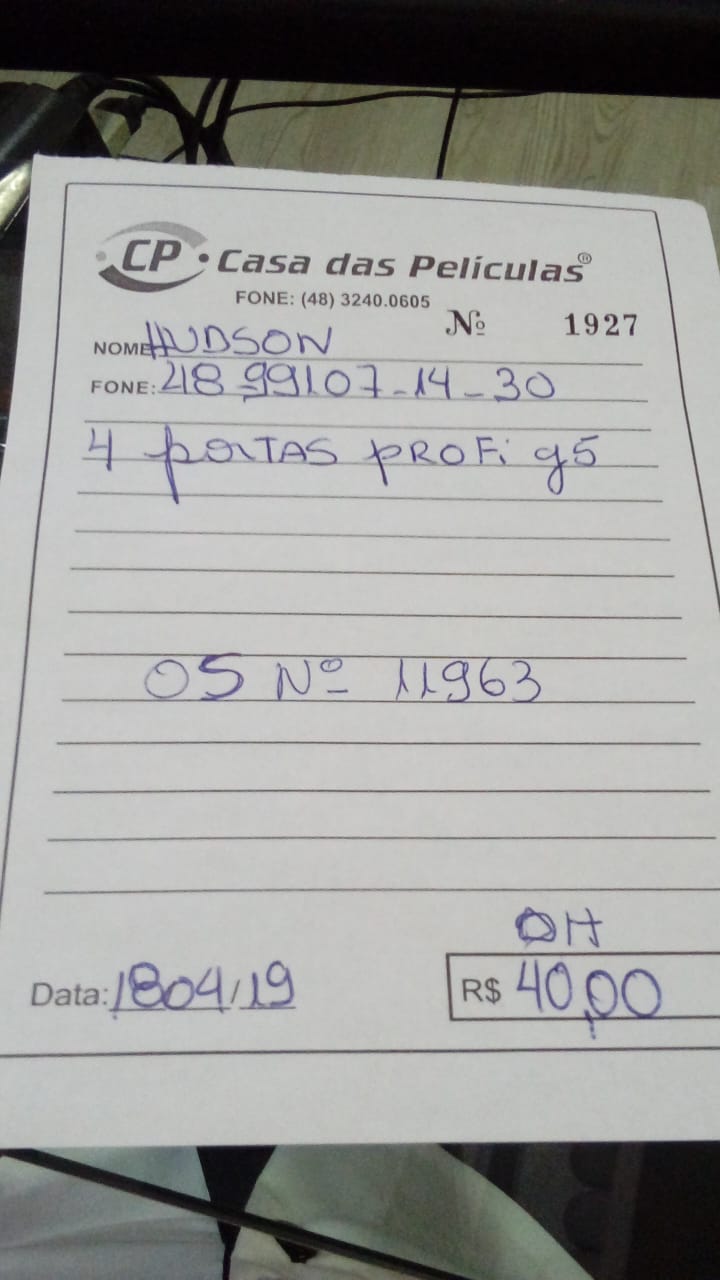 CP • Casa das Películas®
FONE: (48) 3240.0605
Nº 1927
NOME HUDSON
FONE: 48 99107-14-30
4 portas PROFi g5
OS Nº 11963
DH
Data: 18 04/19
R$ 40,00